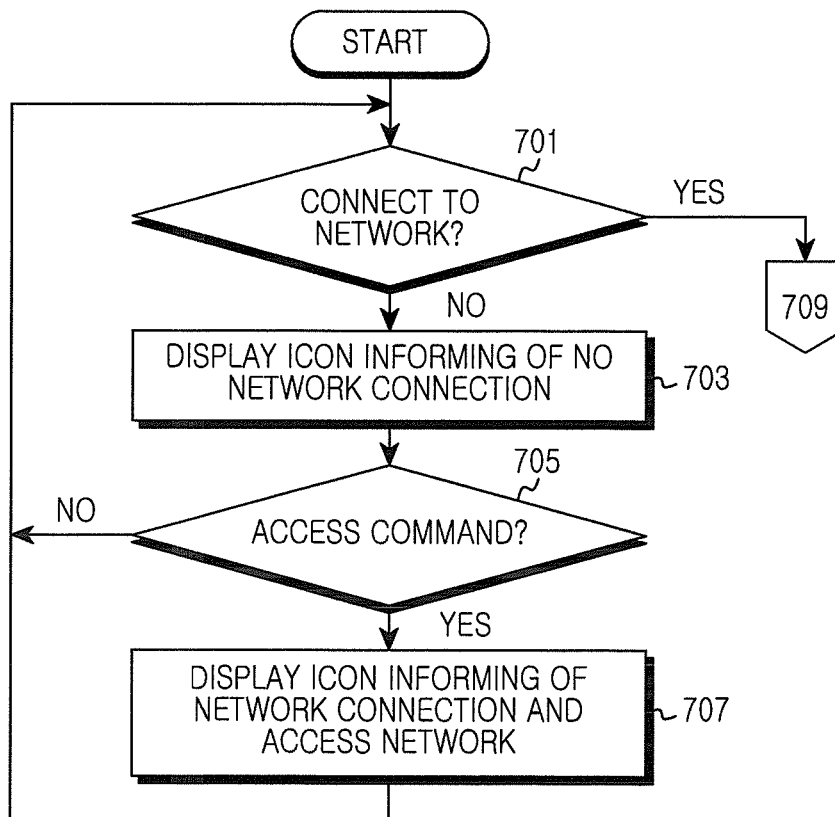 START
701
CONNECT TO
NETWORK?
YES
709
NO
DISPLAY ICON INFORMING OF NO
NETWORK CONNECTION
703
705
NO
ACCESS COMMAND?
YES
DISPLAY ICON INFORMING OF
NETWORK CONNECTION AND
ACCESS NETWORK
707